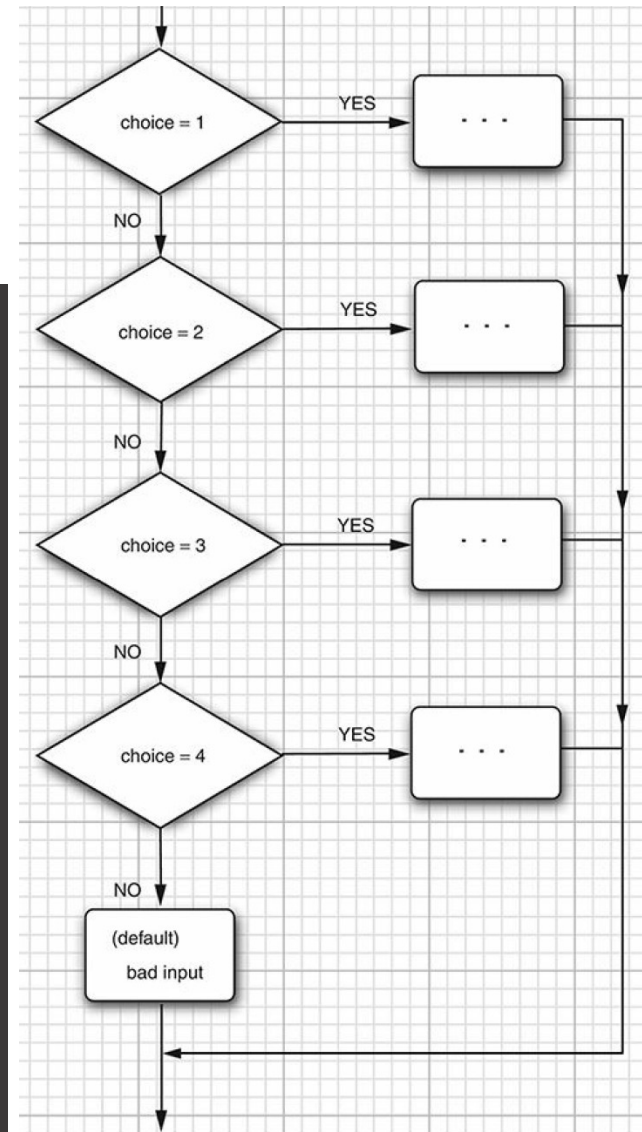 YES
choice = 1
. . .
NO
YES
choice = 2
. . .
NO
YES
choice = 3
. . .
NO
YES
choice = 4
. . .
NO
(default)
bad input